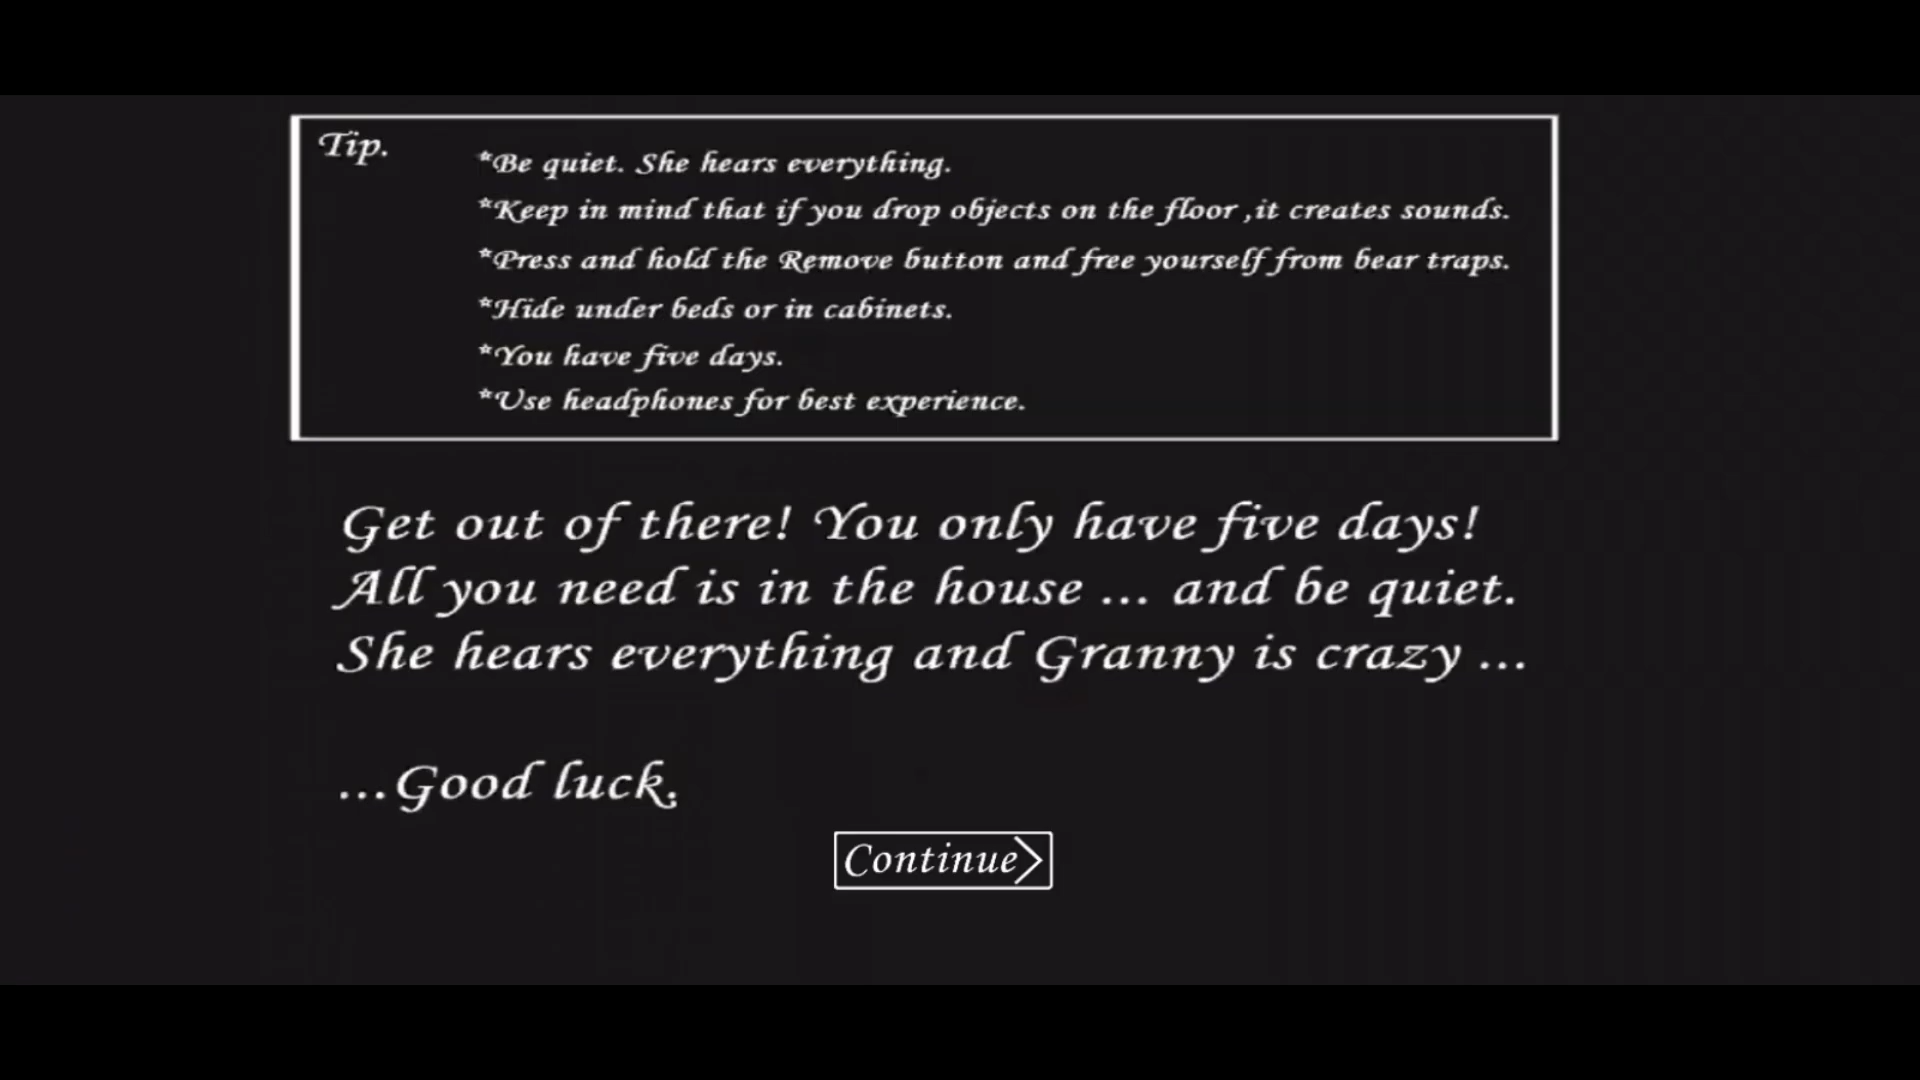 Tip.
*Be quiet. She hears everything.
*Keep in mind that if you drop objects on the floor ,it creates sounds.
*Press and hold the Remove button and free yourself from bear traps.
*Hide under beds or in cabinets.
*You have five days.
*Use headphones for best experience.
Get out of there! You only have five days!
All you need is in the house ... and be quiet.
She hears everything and Granny is crazy ...
...Good luck.
Continue>